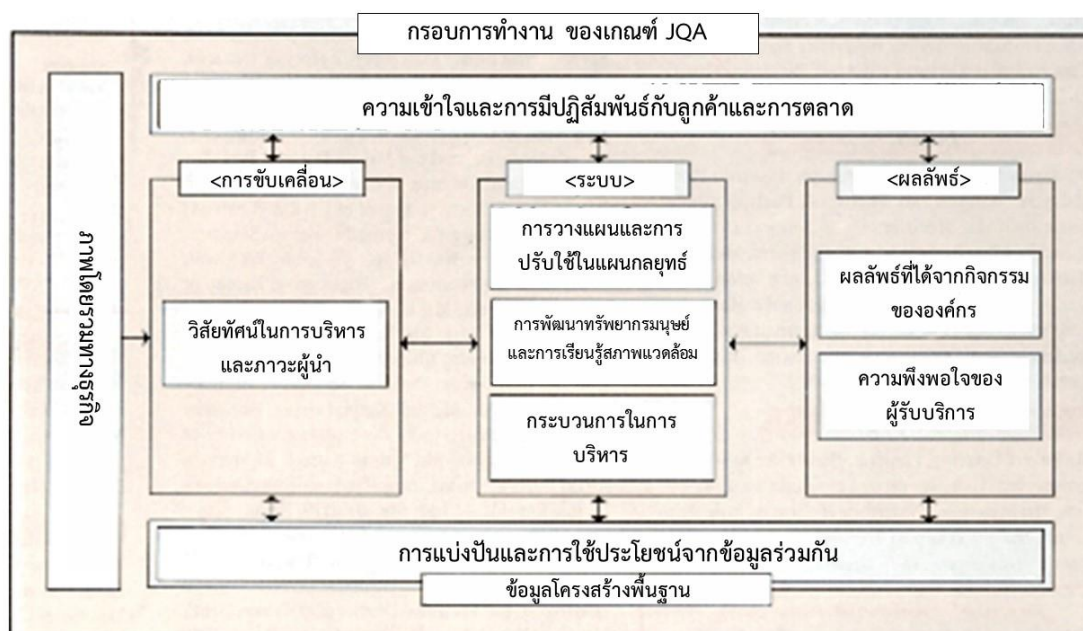 กรอบการทำงาน ของเกณฑ์ JQA
ความเข้าใจและการมีปฏิสัมพันธ์กับลูกค้าและการตลาด
ภาพโดยรวมทางธุรกิจ
<การขับเคลื่อน>
วิสัยทัศน์ในการบริหาร
และภาวะผู้นำ
<ระบบ>
การวางแผนและการ
ปรับใช้ในแผนกลยุทธ์
การพัฒนาทรัพยากรมนุษย์
และการเรียนรู้สภาพแวดล้อม
กระบวนการในการ
บริหาร
<ผลลัพธ์>
ผลลัพธ์ที่ได้จากกิจกรรม
ขององค์กร
ความพึงพอใจของ
ผู้รับบริการ
การแบ่งปันและการใช้ประโยชน์จากข้อมูลร่วมกัน
ข้อมูลโครงสร้างพื้นฐาน